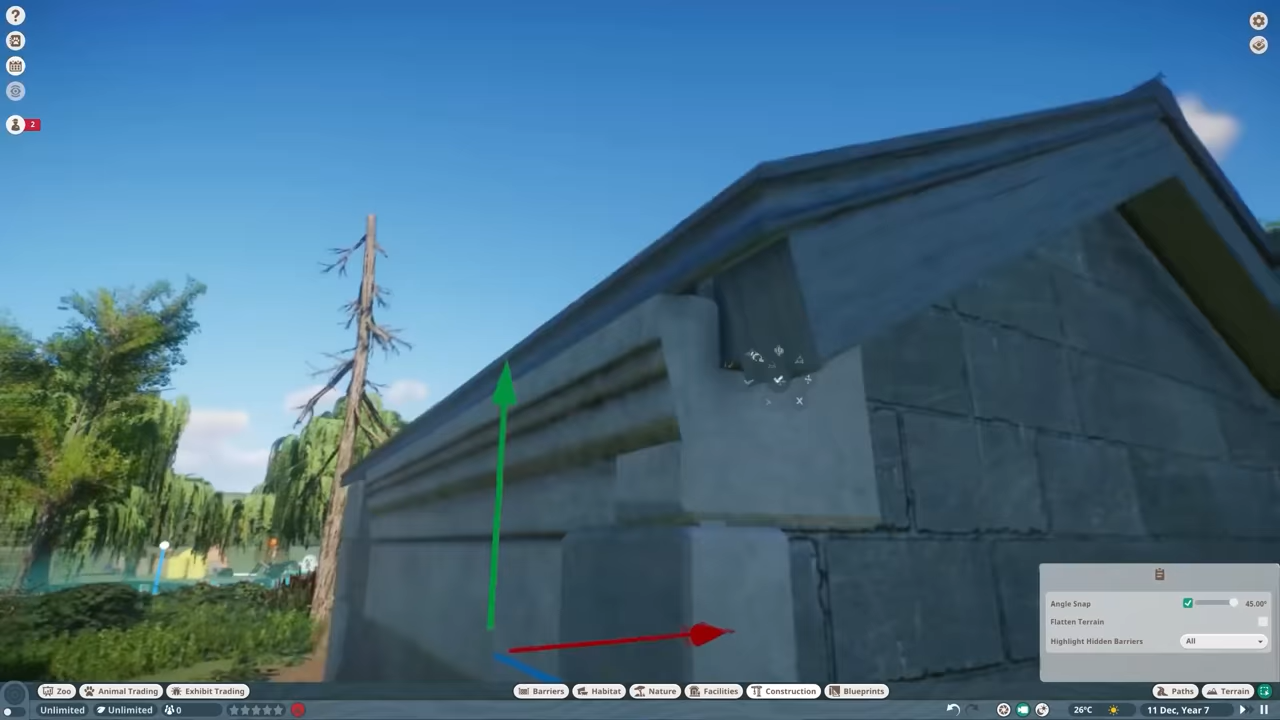 ?
2
Angle Snap 45.00°
Flatten Terrain
Highlight Hidden Barriers All
Zoo Animal Trading Exhibit Trading Barriers Habitat Nature Facilities Construction Blueprints Paths Terrain
Unlimited Unlimited 0 26°C 11 Dec, Year 7